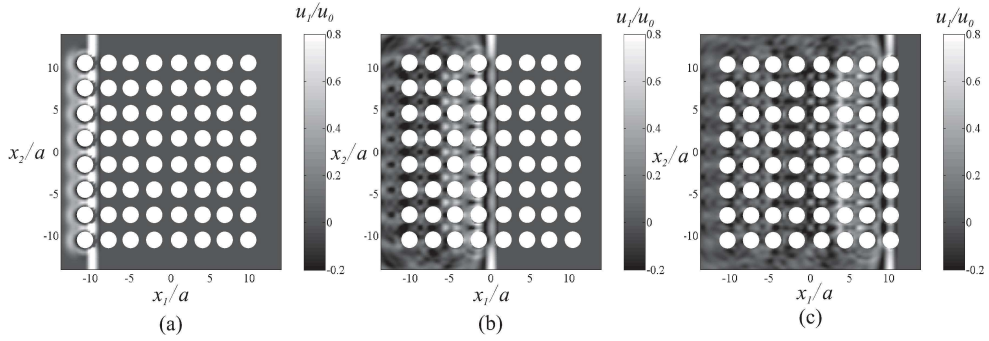 u₁/u₀ u₁/u₀ u₁/u₀
0.8 0.8 0.8
10 10 10
0.6 0.6 0.6
5 5 5
x₂/a 0 0.4 x₂/a 0 0.4 x₂/a 0 0.4
0.2 0.2 0.2
-5 -5 -5
0 0 0
-10 -10 -10
-0.2 -0.2 -0.2
-10 -5 0 5 10 -10 -5 0 5 10 -10 -5 0 5 10
x₁/a x₁/a x₁/a
(a) (b) (c)